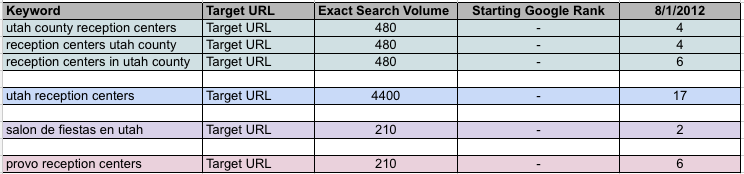 Keyword Target URL Exact Search Volume Starting Google Rank 8/1/2012
utah county reception centers Target URL 480 - 4
reception centers utah county Target URL 480 - 4
reception centers in utah county Target URL 480 - 6
utah reception centers Target URL 4400 - 17
salon de fiestas en utah Target URL 210 - 2
provo reception centers Target URL 210 - 6